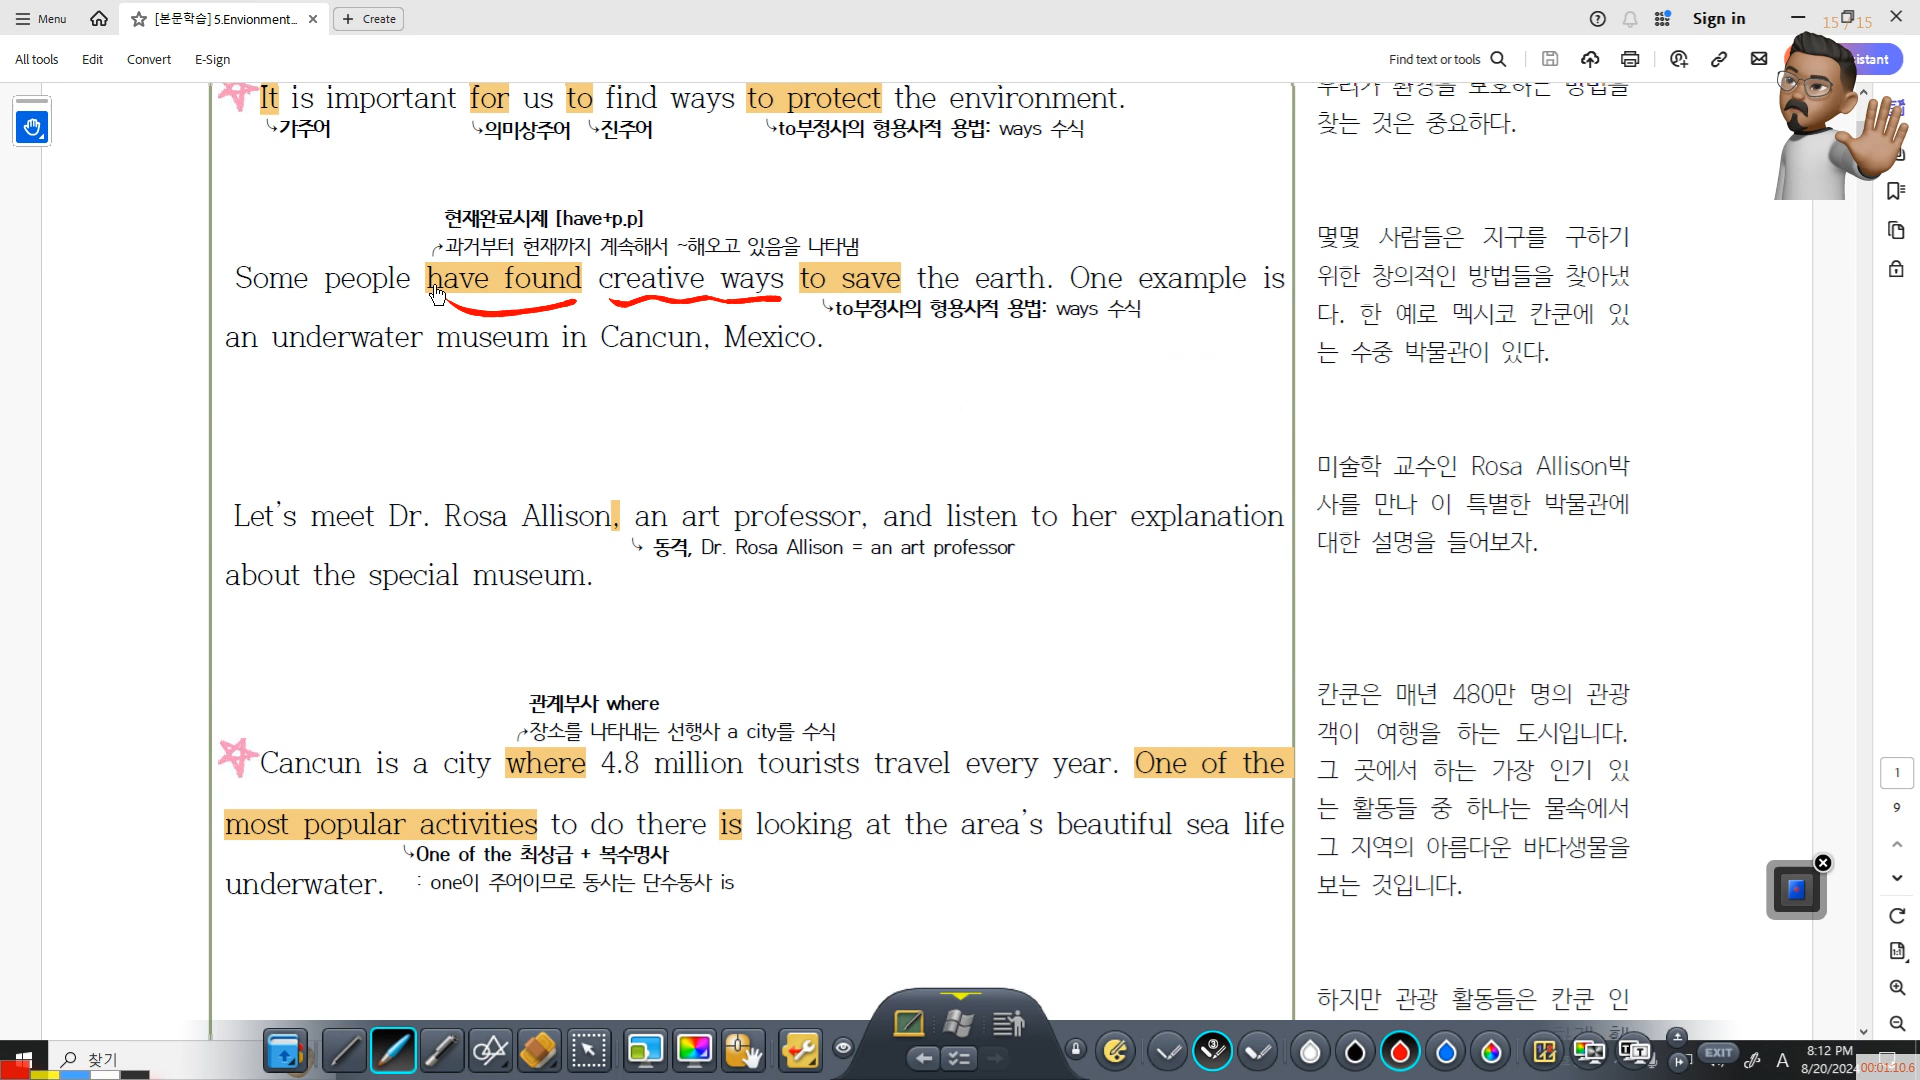 Menu
[본문학습] 5.Envionment...
Create
Sign in
15 / 15
All tools
Edit
Convert
E-Sign
Find text or tools
istant
It is important for us to find ways to protect the environment.
가주어
의미상주어
진주어
to부정사의 형용사적 용법: ways 수식
우리가 환경을 보호하는 방법을
찾는 것은 중요하다.
현재완료시제 [have+p.p]
과거부터 현재까지 계속해서 ~해오고 있음을 나타냄
Some people have found creative ways to save the earth. One example is
to부정사의 형용사적 용법: ways 수식
an underwater museum in Cancun, Mexico.
몇몇 사람들은 지구를 구하기
위한 창의적인 방법들을 찾아냈
다. 한 예로 멕시코 칸쿤에 있
는 수중 박물관이 있다.
Let's meet Dr. Rosa Allison, an art professor, and listen to her explanation
동격, Dr. Rosa Allison = an art professor
about the special museum.
미술학 교수인 Rosa Allison박
사를 만나 이 특별한 박물관에
대한 설명을 들어보자.
관계부사 where
장소를 나타내는 선행사 a city를 수식
Cancun is a city where 4.8 million tourists travel every year. One of the
most popular activities to do there is looking at the area's beautiful sea life
One of the 최상급 + 복수명사
underwater.
: one이 주어이므로 동사는 단수동사 is
칸쿤은 매년 480만 명의 관광
객이 여행을 하는 도시입니다.
그 곳에서 하는 가장 인기 있
는 활동들 중 하나는 물속에서
그 지역의 아름다운 바다생물을
보는 것입니다.
하지만 관광 활동들은 칸쿤 인
1
9
찾기
EXIT
A
8:12 PM
8/20/2024
00:01:10.6